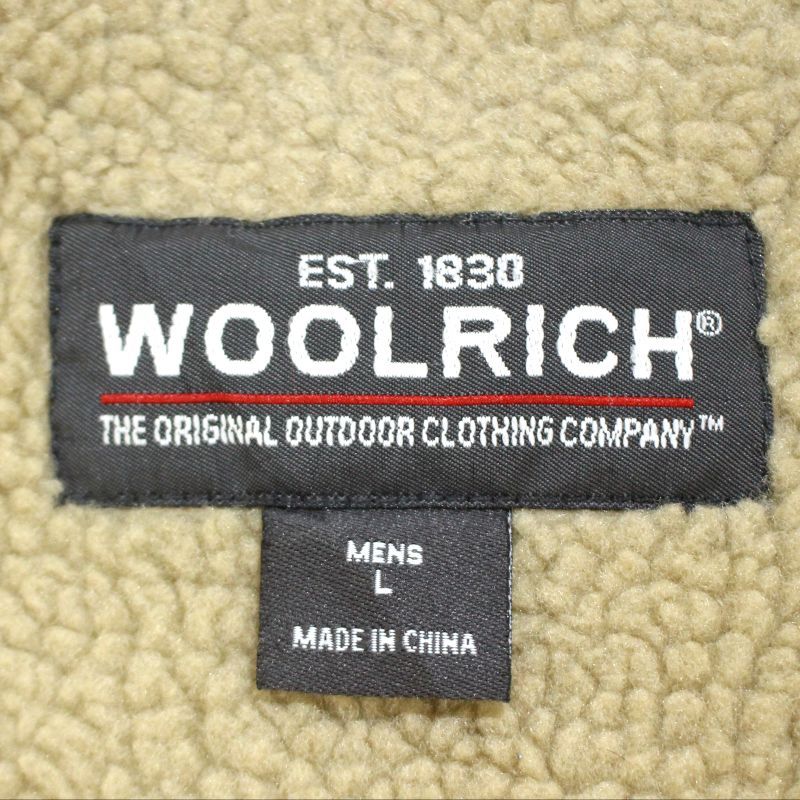 EST. 1830
WOOLRICH®
THE ORIGINAL OUTDOOR CLOTHING COMPANY™
MENS
L
MADE IN CHINA